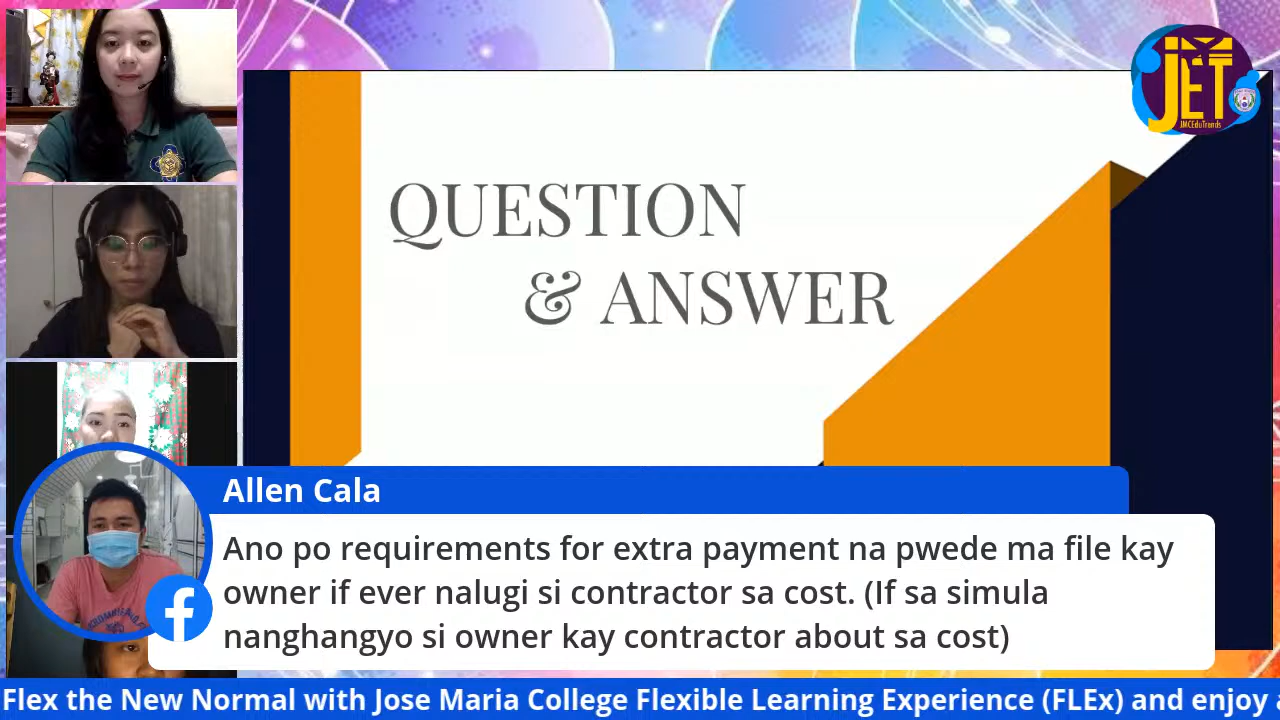 JMET
JMCEduTrends
QUESTION
& ANSWER
Allen Cala
Ano po requirements for extra payment na pwede ma file kay
owner if ever nalugi si contractor sa cost. (If sa simula
nanghangyo si owner kay contractor about sa cost)
Flex the New Normal with Jose Maria College Flexible Learning Experience (FLEx) and enjoy